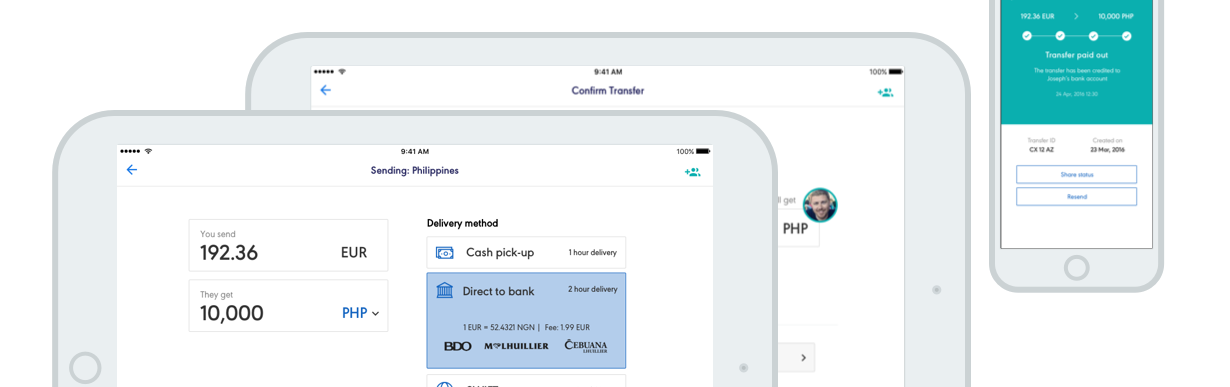 9:41 AM
100%
Sending: Philippines
You send
192.36 EUR
They get
10,000 PHP
Delivery method
Cash pick-up 1 hour delivery
Direct to bank 2 hour delivery
1 EUR = 52.4321 NGN | Fee: 1.99 EUR
BDO M LHUILLIER ČEBUANA
LHUILLIER
9:41 AM
100%
Confirm Transfer
get
PHP
192.36 EUR > 10,000 PHP
Transfer paid out
The transfer has been credited to
Joseph's bank account
26 Apr, 2016 12:30
Transfer ID Created on
CX 12 AZ 23 Mar, 2016
Share status
Resend